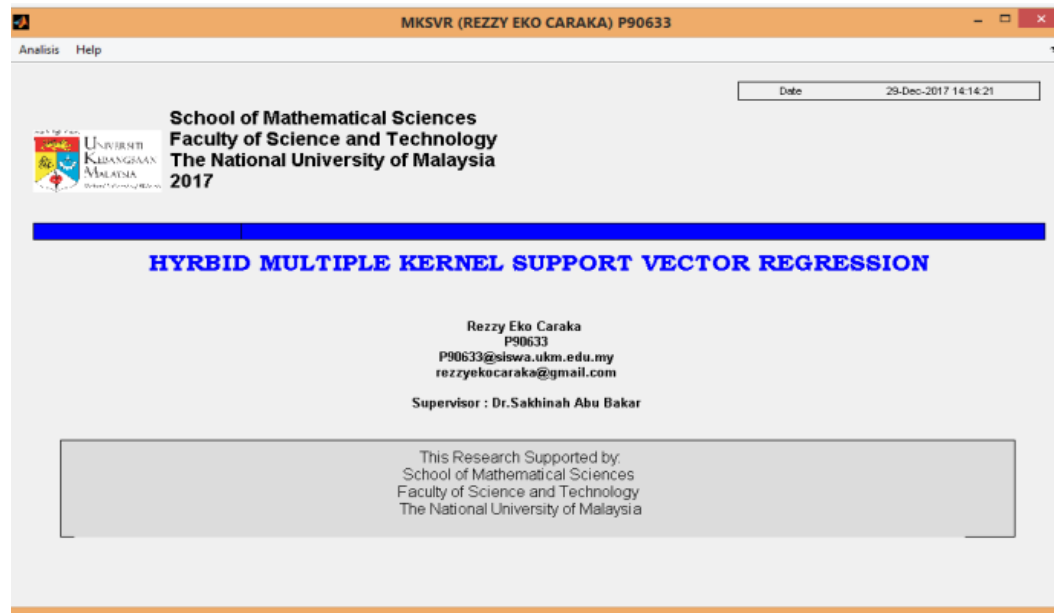 MKSVR (REZZY EKO CARAKA) P90633
Analisis Help
Date 29-Dec-2017 14:14:21
School of Mathematical Sciences
Faculty of Science and Technology
The National University of Malaysia
2017
UNIVERSITI
KEBANGSAAN
MALAYSIA
HYRBID MULTIPLE KERNEL SUPPORT VECTOR REGRESSION
Rezzy Eko Caraka
P90633
P90633@siswa.ukm.edu.my
rezzyekocaraka@gmail.com
Supervisor : Dr.Sakhinah Abu Bakar
This Research Supported by:
School of Mathematical Sciences
Faculty of Science and Technology
The National University of Malaysia